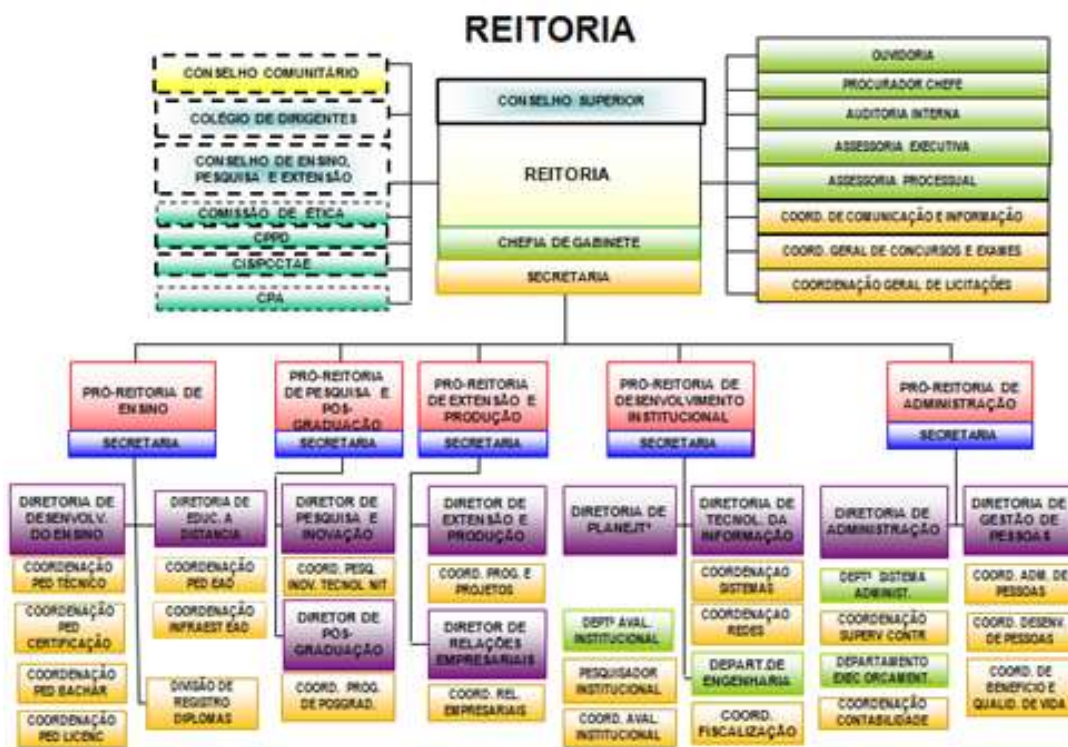 REITORIA
CONSELHO COMUNITÁRIO
COLÉGIO DE DIRIGENTES
CONSELHO DE ENSINO,
PESQUISA E EXTENSÃO
COMISSÃO DE ÉTICA
CPPD
CIS/PCCTAE
CPA
CONSELHO SUPERIOR
REITORIA
CHEFIA DE GABINETE
SECRETARIA
OUVIDORIA
PROCURADOR CHEFE
AUDITORIA INTERNA
ASSESSORIA EXECUTIVA
ASSESSORIA PROCESSUAL
COORD. DE COMUNICAÇÃO E INFORMAÇÃO
COORD. GERAL DE CONCURSOS E EXAMES
COORDENAÇÃO GERAL DE LICITAÇÕES
PRÓ-REITORIA DE
ENSINO
SECRETARIA
PRÓ-REITORIA
DE PESQUISA E
PÓS-
GRADUAÇÃO
SECRETARIA
PRÓ-REITORIA
DE EXTENSÃO E
PRODUÇÃO
SECRETARIA
PRÓ-REITORIA DE
DESENVOLVIMENTO
INSTITUCIONAL
SECRETARIA
PRÓ-REITORIA
DE ADMINISTRAÇÃO
SECRETARIA
DIRETORIA DE
DESENVOLV.
DO ENSINO
COORDENAÇÃO
PED TÉCNICO
COORDENAÇÃO
PED
CERTIFICAÇÃO
COORDENAÇÃO
PED BACHAR
COORDENAÇÃO
PED LICENC
DIRETORIA DE
EDUC. A
DISTANCIA
COORDENAÇÃO
PED EAD
COORDENAÇÃO
INFRAEST EAD
DIVISÃO DE
REGISTRO
DIPLOMAS
DIRETOR DE
PESQUISA E
INOVAÇÃO
COORD. PESQ.
INOV. TECNOL. NIT
DIRETOR DE
PÓS-
GRADUAÇÃO
COORD. PROG.
DE POSGRAD.
DIRETOR DE
EXTENSÃO E
PRODUÇÃO
COORD. PROG. E
PROJETOS
DIRETOR DE
RELAÇÕES
EMPRESARIAIS
COORD. REL.
EMPRESARIAIS
DIRETORIA DE
PLANEJTº
DEPTº AVAL.
INSTITUCIONAL
PESQUISADOR
INSTITUCIONAL
COORD. AVAL.
INSTITUCIONAL
DIRETORIA DE
TECNOL. DA
INFORMAÇÃO
COORDENAÇAO
SISTEMAS
COORDENAÇAO
REDES
DEPART. DE
ENGENHARIA
COORD.
FISCALIZAÇÃO
DIRETORIA DE
ADMINISTRAÇÃO
DEPTº SISTEMA
ADMINIST.
COORDENAÇÃO
SUPERV CONTR
DEPARTAMENTO
EXEC ORCAMENT.
COORDENAÇÃO
CONTABILIDADE
DIRETORIA DE
GESTÃO DE
PESSOAS
COORD. ADM. DE
PESSOAS
COORD. DESENV.
DE PESSOAS
COORD. DE
BENEFICIO E
QUALID. DE VIDA